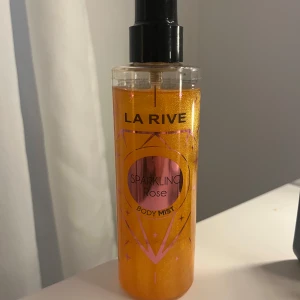 LA RIVE
SPARKLING
Rose
BODY MIST